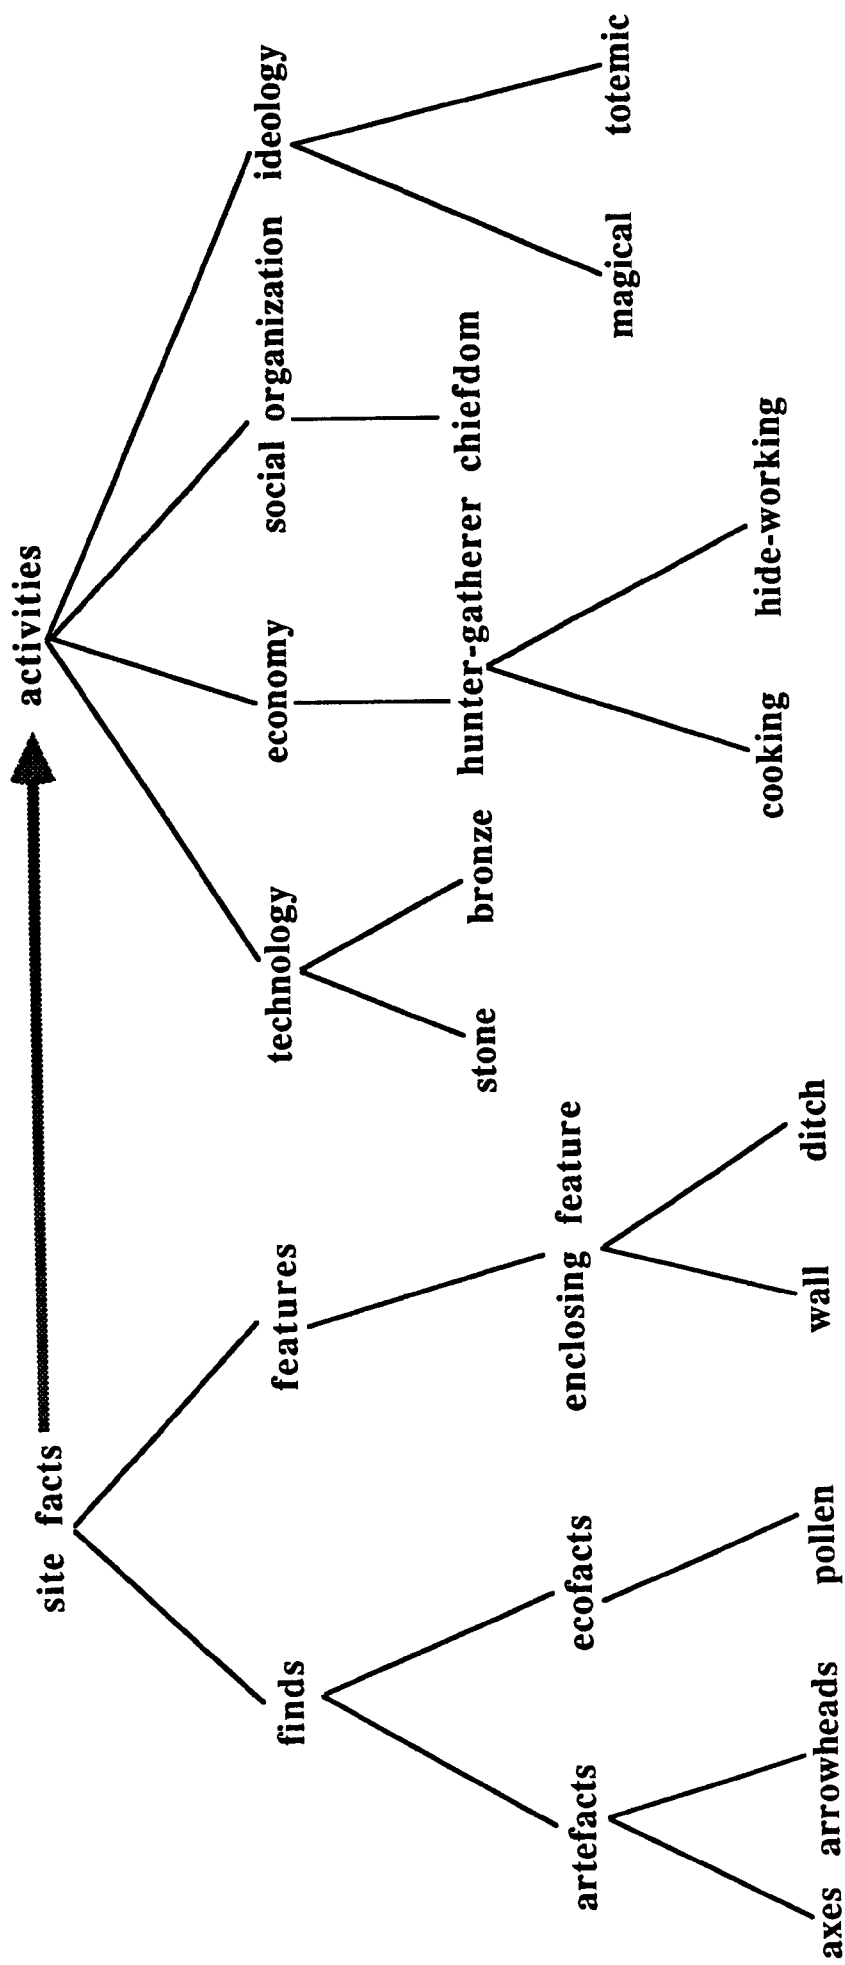 site facts
activities
finds
features
technology
economy
social organization
ideology
artefacts
ecofacts
enclosing feature
stone
bronze
hunter-gatherer
chiefdom
magical
totemic
axes
arrowheads
pollen
wall
ditch
cooking
hide-working